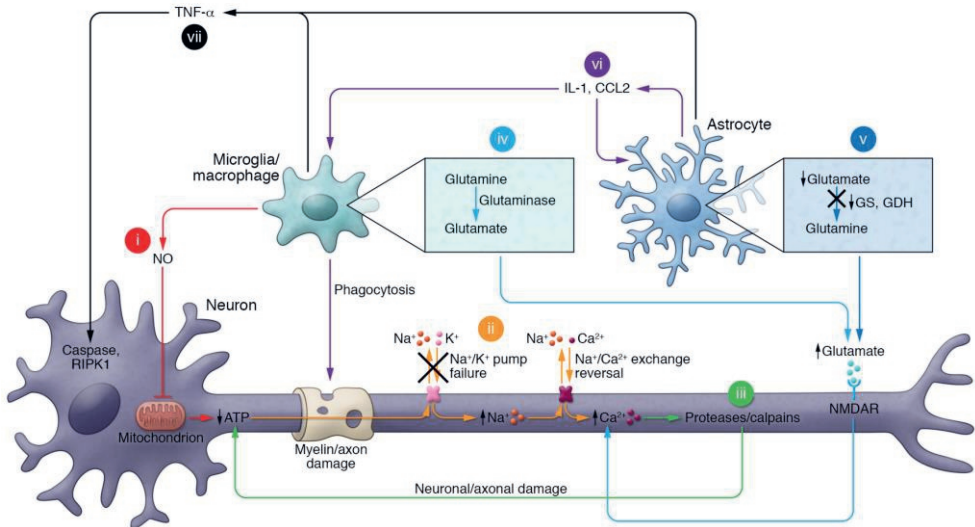 TNF-α
vii
vi
IL-1, CCL2
Astrocyte
Microglia/
macrophage
iv
Glutamine
Glutaminase
Glutamate
v
↓Glutamate
↓GS, GDH
Glutamine
i
NO
Neuron
Phagocytosis
Caspase,
RIPK1
Na⁺ K⁺
ii
Na⁺/K⁺ pump
failure
Na⁺ Ca²⁺
Na⁺/Ca²⁺ exchange
reversal
↑Glutamate
NMDAR
Mitochondrion
↓ATP
Myelin/axon
damage
↑Na⁺
↑Ca²⁺
iii
Proteases/calpains
Neuronal/axonal damage